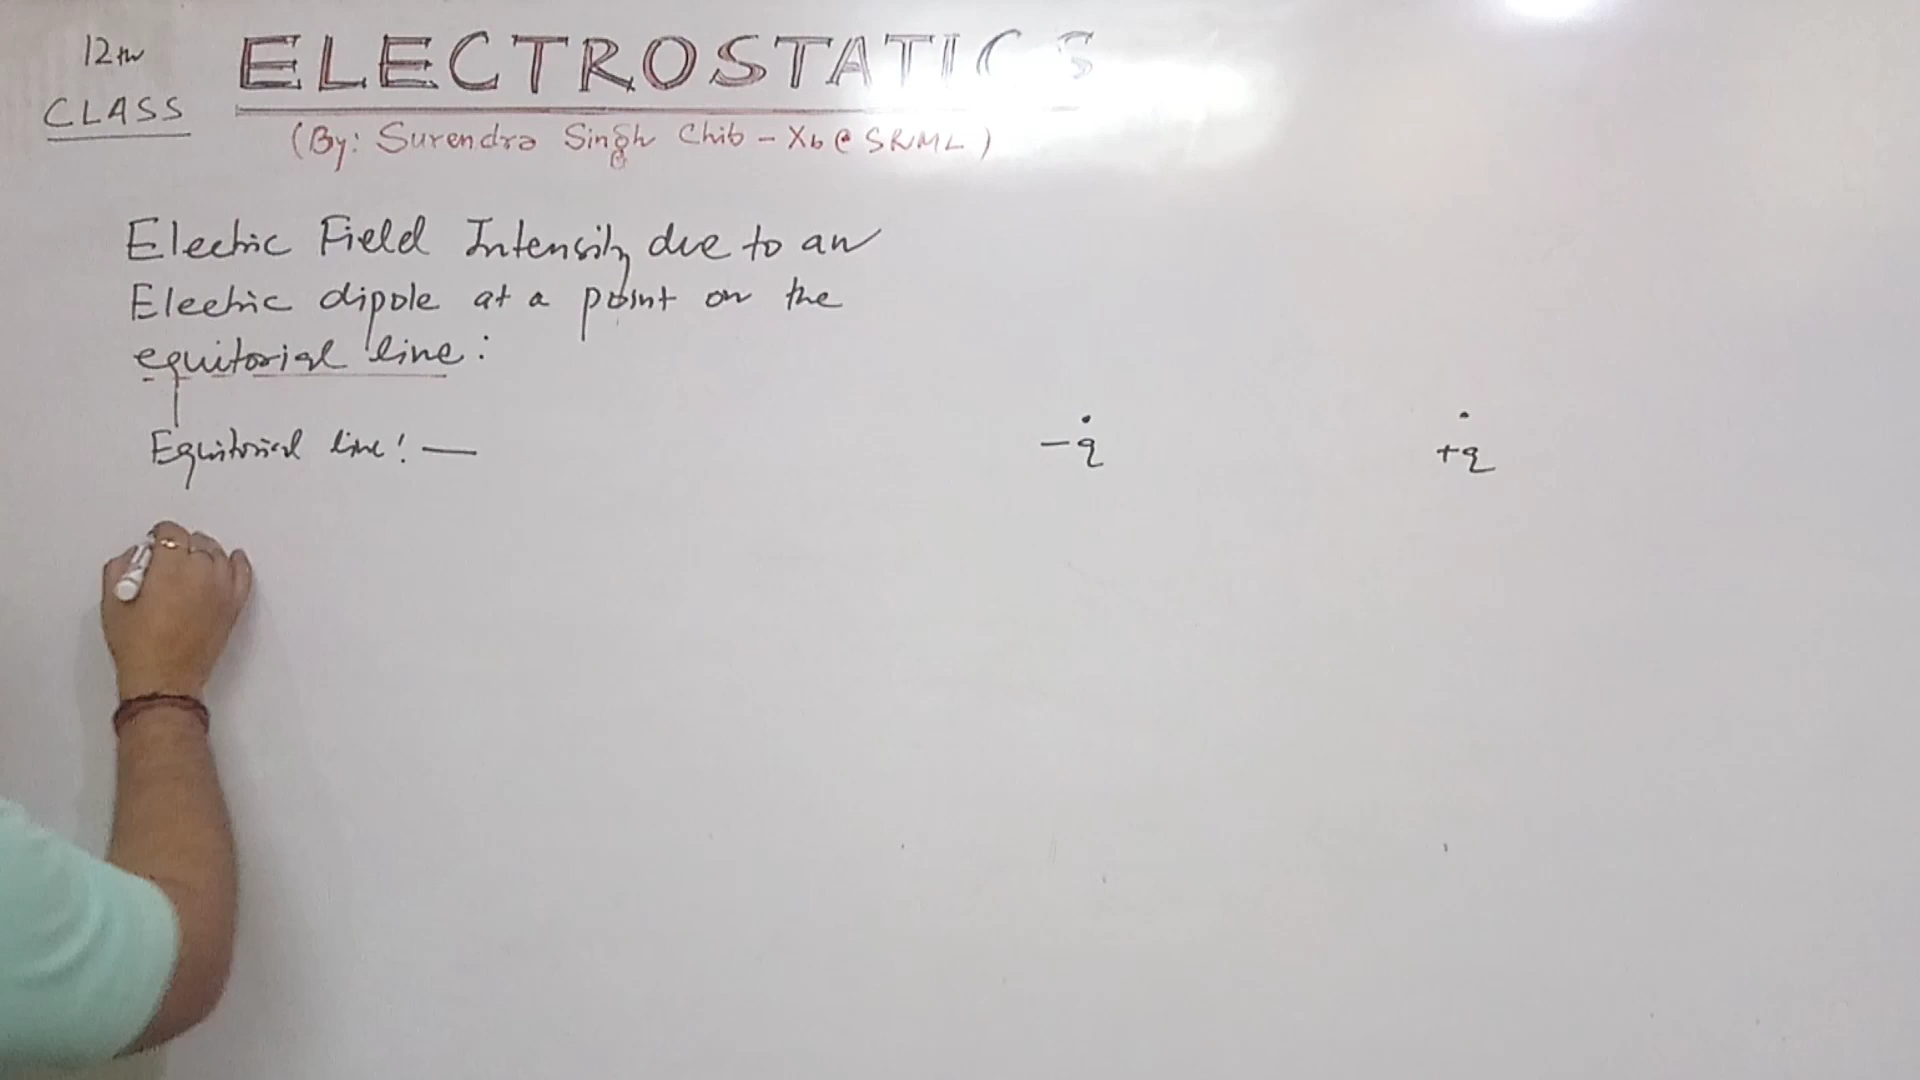 12th
CLASS
ELECTROSTATICS
(By: Surendra Singh Chib - Xb @ SRML)
Electric Field Intensity due to an
Electric dipole at a point on the
equitorial line:
Equitorial line: —
-q
+q